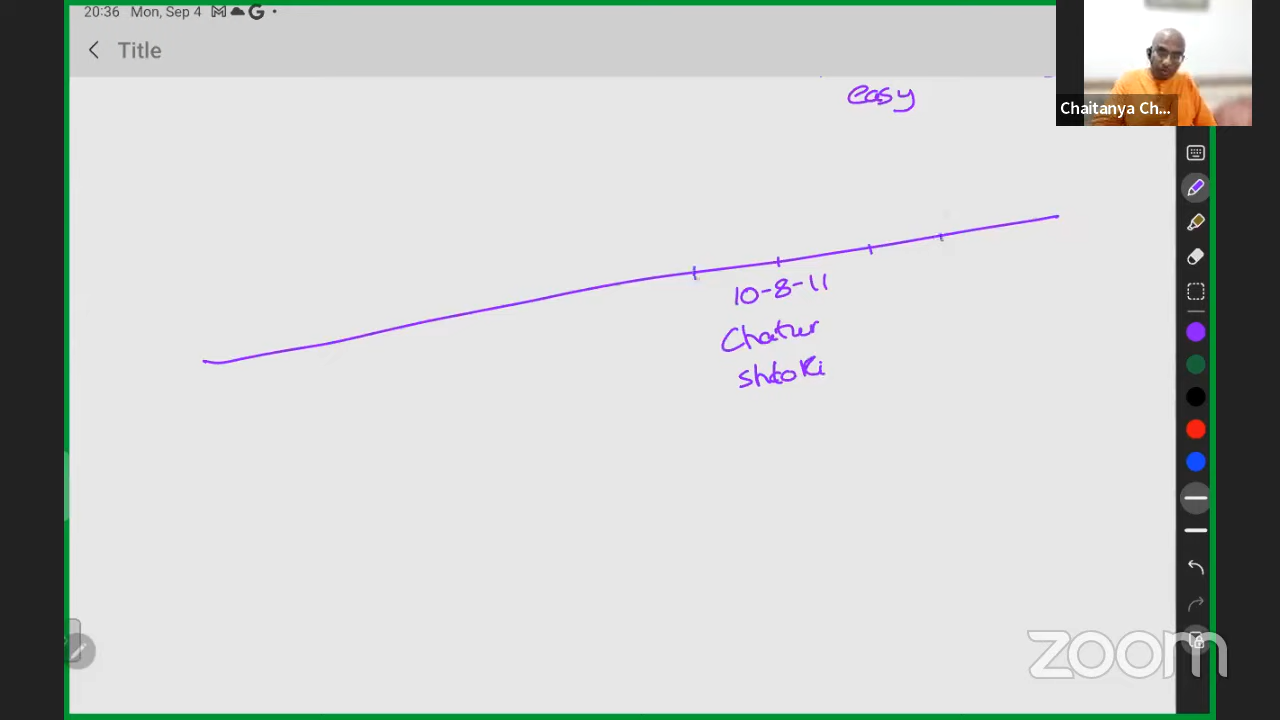 20:36 Mon, Sep 4 M G •
Title
easy
Chaitanya Ch...
10-8-11
Chatur
shloki
zoom